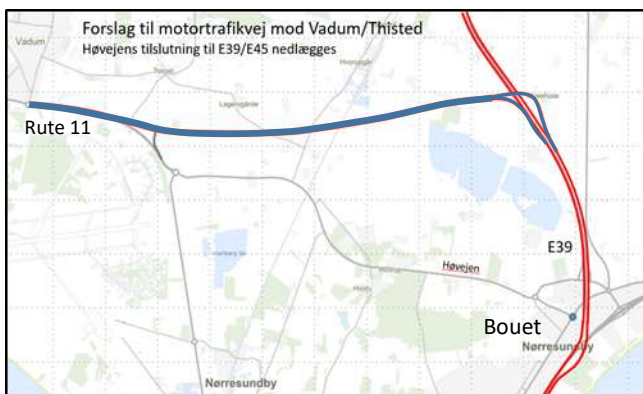 Forslag til motortrafikvej mod Vadum/Thisted
Høvejens tilslutning til E39/E45 nedlægges
Vadum
Rute 11
E39
Høvejen
Bouet
Nørresundby
Nørresundby